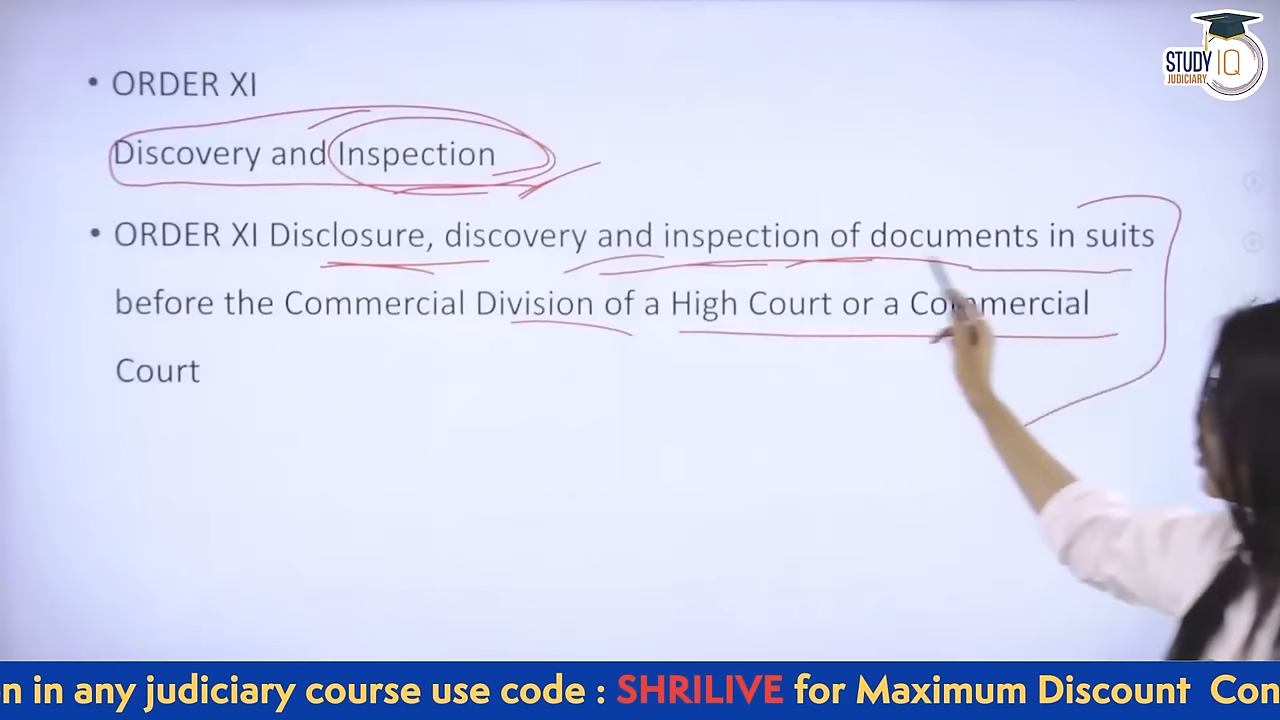 STUDY IQ
JUDICIARY
• ORDER XI
Discovery and Inspection
• ORDER XI Disclosure, discovery and inspection of documents in suits
before the Commercial Division of a High Court or a Commercial
Court
n in any judiciary course use code : SHRILIVE for Maximum Discount Con